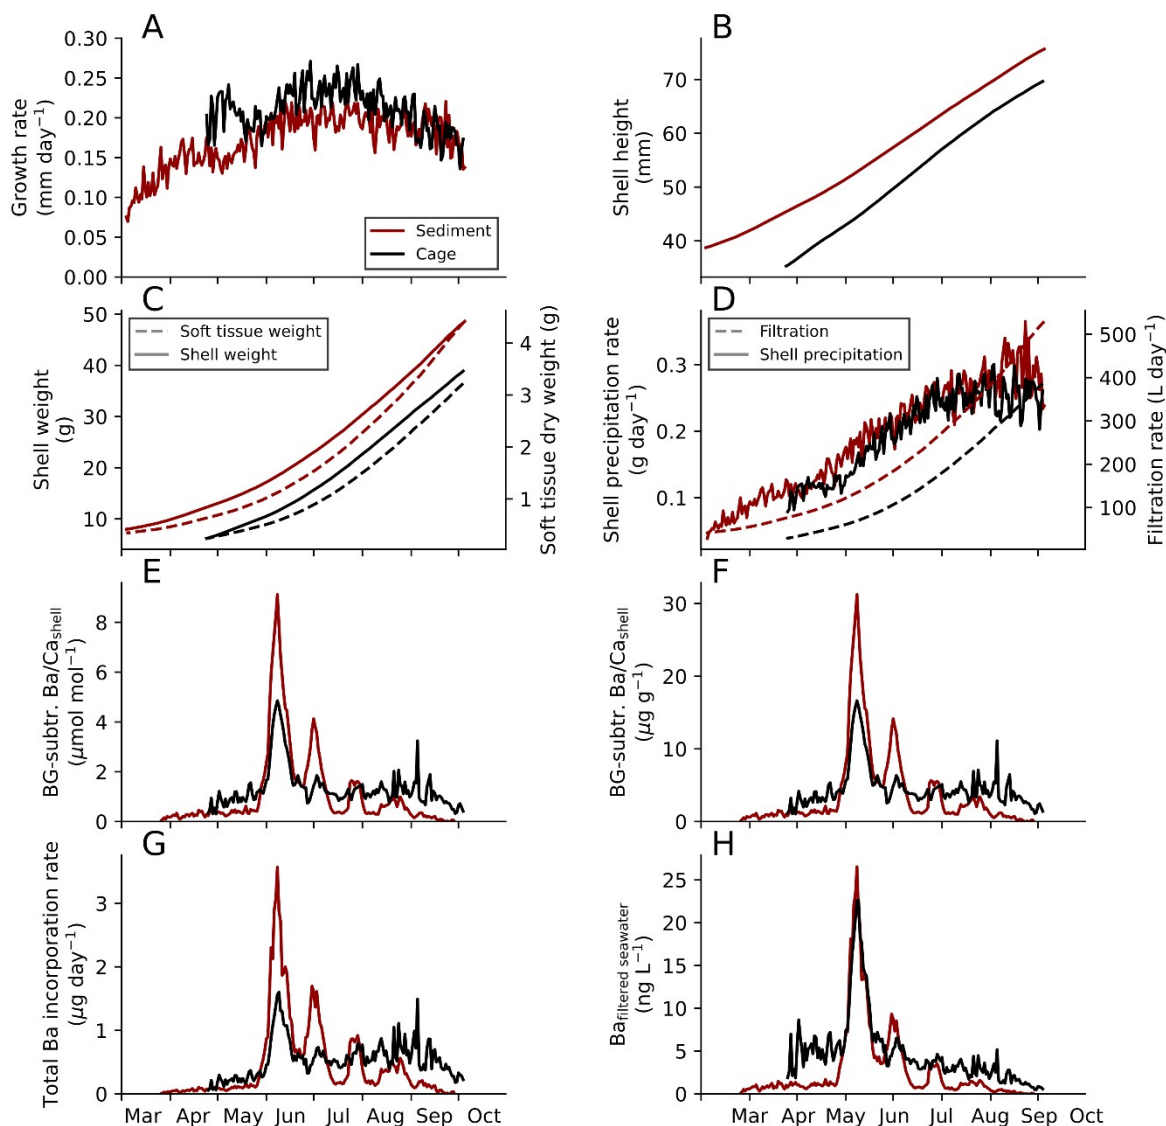 A
B
0.30
0.25
0.20
0.15
0.10
0.05
0.00
Growth rate
(mm day⁻¹)
Sediment
Cage
70
60
50
40
Shell height
(mm)
C
D
50
40
30
20
10
Shell weight
(g)
Soft tissue weight
Shell weight
4
3
2
1
Soft tissue dry weight (g)
0.3
0.2
0.1
Shell precipitation rate
(g day⁻¹)
Filtration
Shell precipitation
500
400
300
200
100
Filtration rate (L day⁻¹)
E
F
8
6
4
2
0
BG-subtr. Ba/Ca_shell
(μmol mol⁻¹)
30
20
10
0
BG-subtr. Ba/Ca_shell
(μg g⁻¹)
G
H
3
2
1
0
Total Ba incorporation rate
(μg day⁻¹)
25
20
15
10
5
0
Ba_filtered seawater
(ng L⁻¹)
Mar Apr May Jun Jul Aug Sep Oct
Mar Apr May Jun Jul Aug Sep Oct